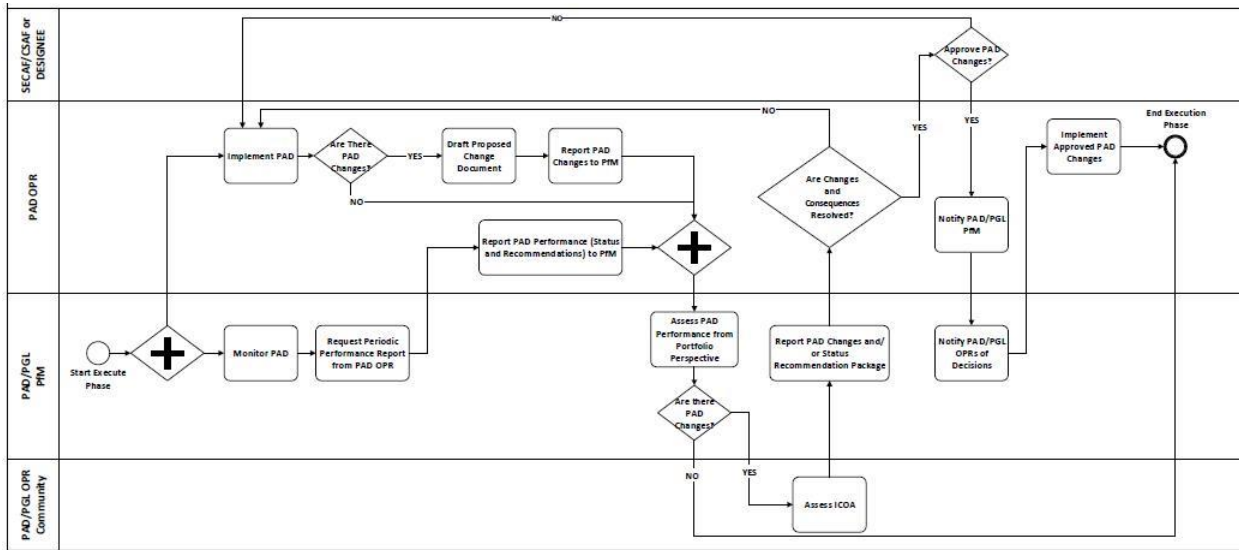 SECAF/CSAF or
DESIGNEE
NO
Approve PAD
Changes?
YES
YES
PAD OPR
NO
Implement PAD
Are There
PAD
Changes?
YES
NO
Draft Proposed
Change
Document
Report PAD
Changes to PfM
Report PAD Performance (Status
and Recommendations) to PfM
Are Changes
and
Consequences
Resolved?
Notify PAD/PGL
PfM
Implement
Approved PAD
Changes
End Execution
Phase
PAD/PGL
PfM
Start Execute
Phase
Monitor PAD
Request Periodic
Performance Report
from PAD OPR
Assess PAD
Performance from
Portfolio
Perspective
Are there
PAD
Changes?
Report PAD Changes and/
or Status
Recommendation Package
Notify PAD/PGL
OPRs of
Decisions
PAD/PGL OPR
Community
NO
YES
Assess ICOA